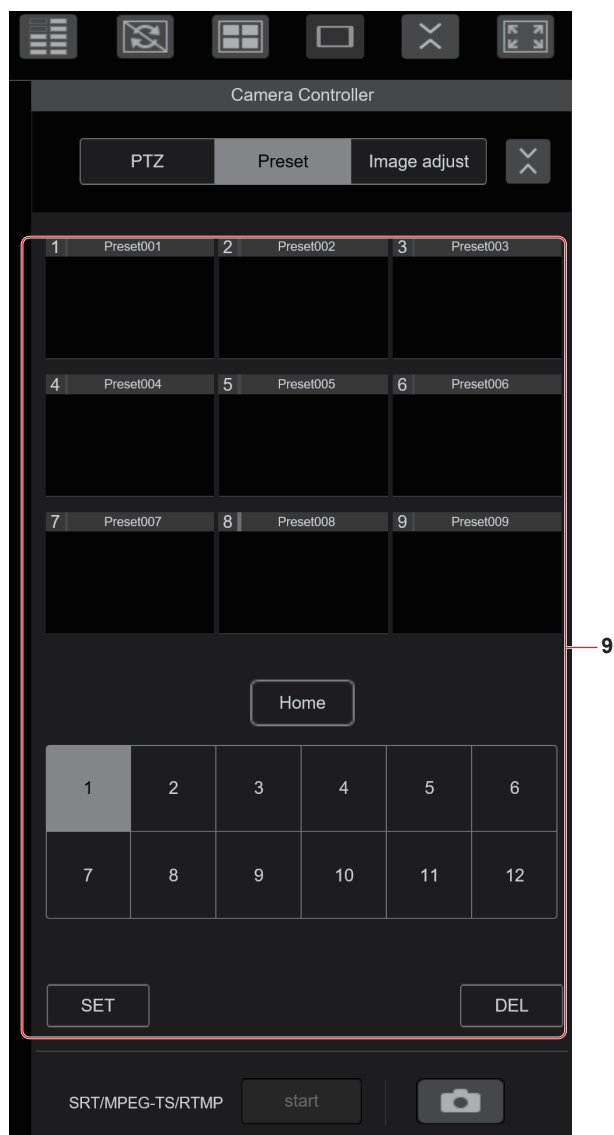 Camera Controller
PTZ Preset Image adjust
1 Preset001 2 Preset002 3 Preset003
4 Preset004 5 Preset005 6 Preset006
7 Preset007 8 Preset008 9 Preset009
9
Home
1 2 3 4 5 6
7 8 9 10 11 12
SET DEL
SRT/MPEG-TS/RTMP start